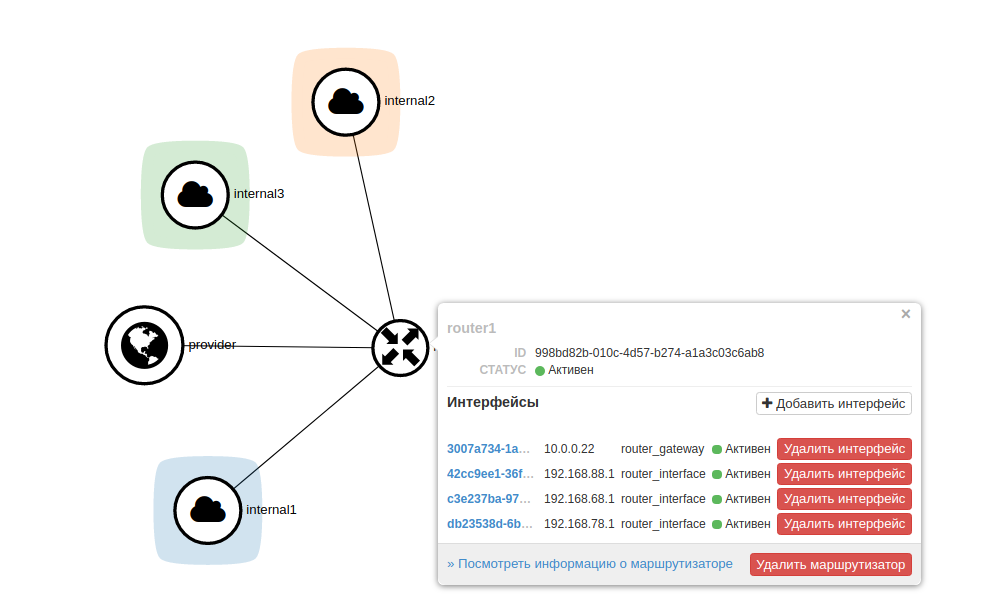 internal2
internal3
provider
internal1
×
router1
ID 998bd82b-010c-4d57-b274-a1a3c03c6ab8
СТАТУС Активен
Интерфейсы
Добавить интерфейс
3007a734-1a... 10.0.0.22 router_gateway Активен Удалить интерфейс
42cc9ee1-36f... 192.168.88.1 router_interface Активен Удалить интерфейс
c3e237ba-97... 192.168.68.1 router_interface Активен Удалить интерфейс
db23538d-6b... 192.168.78.1 router_interface Активен Удалить интерфейс
» Посмотреть информацию о маршрутизаторе Удалить маршрутизатор